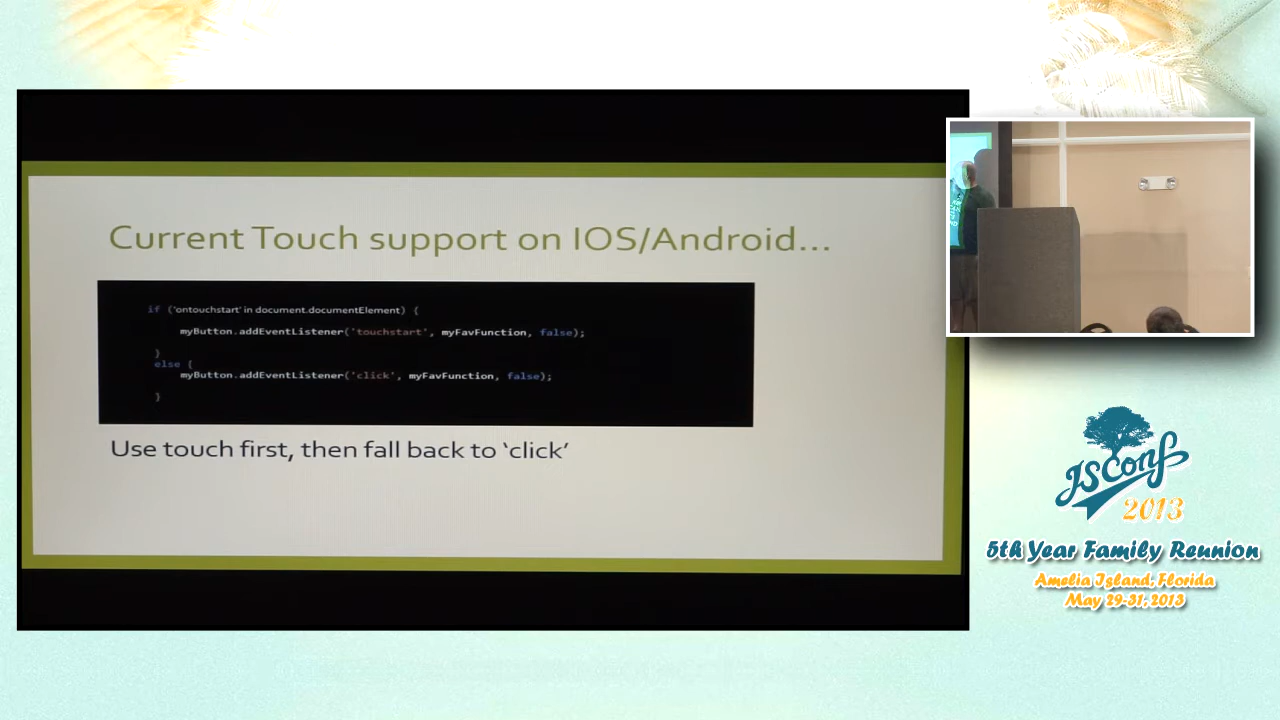 Current Touch support on IOS/Android...
if ('ontouchstart' in document.documentElement) {
myButton.addEventListener('touchstart', myFavFunction, false);
}
else {
myButton.addEventListener('click', myFavFunction, false);
}
Use touch first, then fall back to ‘click’
JSConf
2013
5th Year Family Reunion
Amelia Island, Florida
May 29-31, 2013